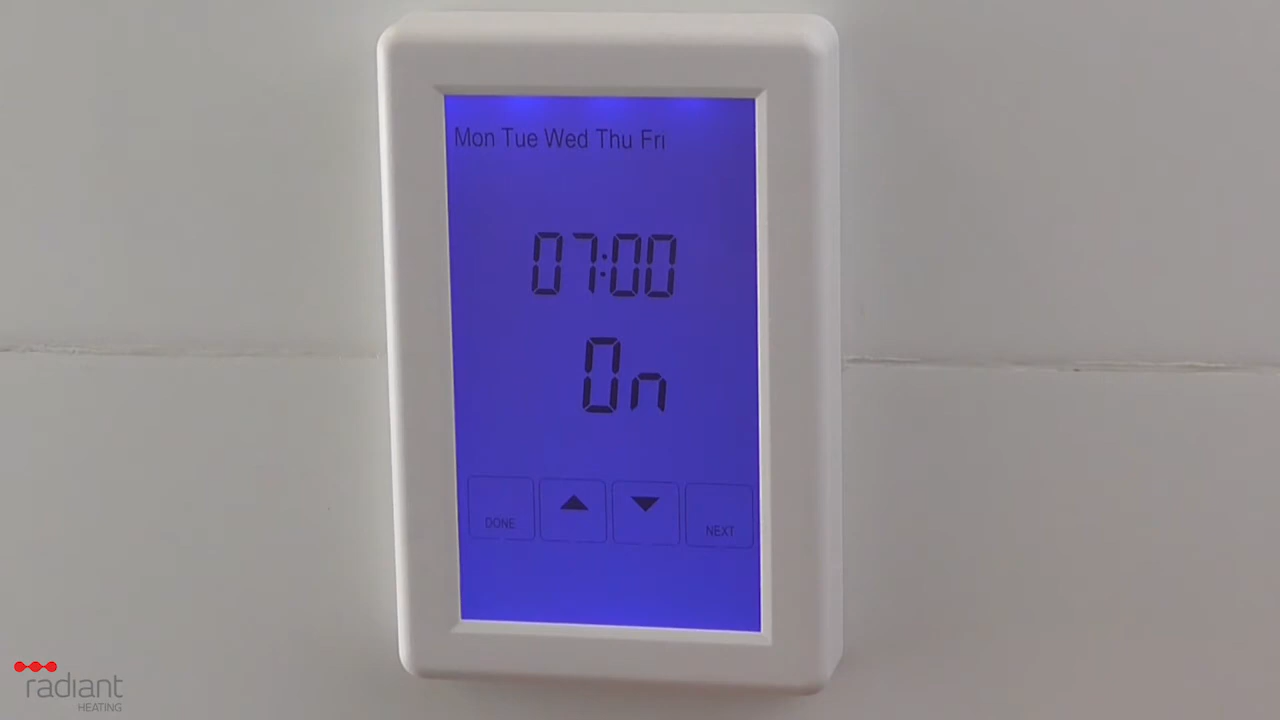 Mon Tue Wed Thu Fri
07:00
On
DONE
NEXT
radiant
HEATING